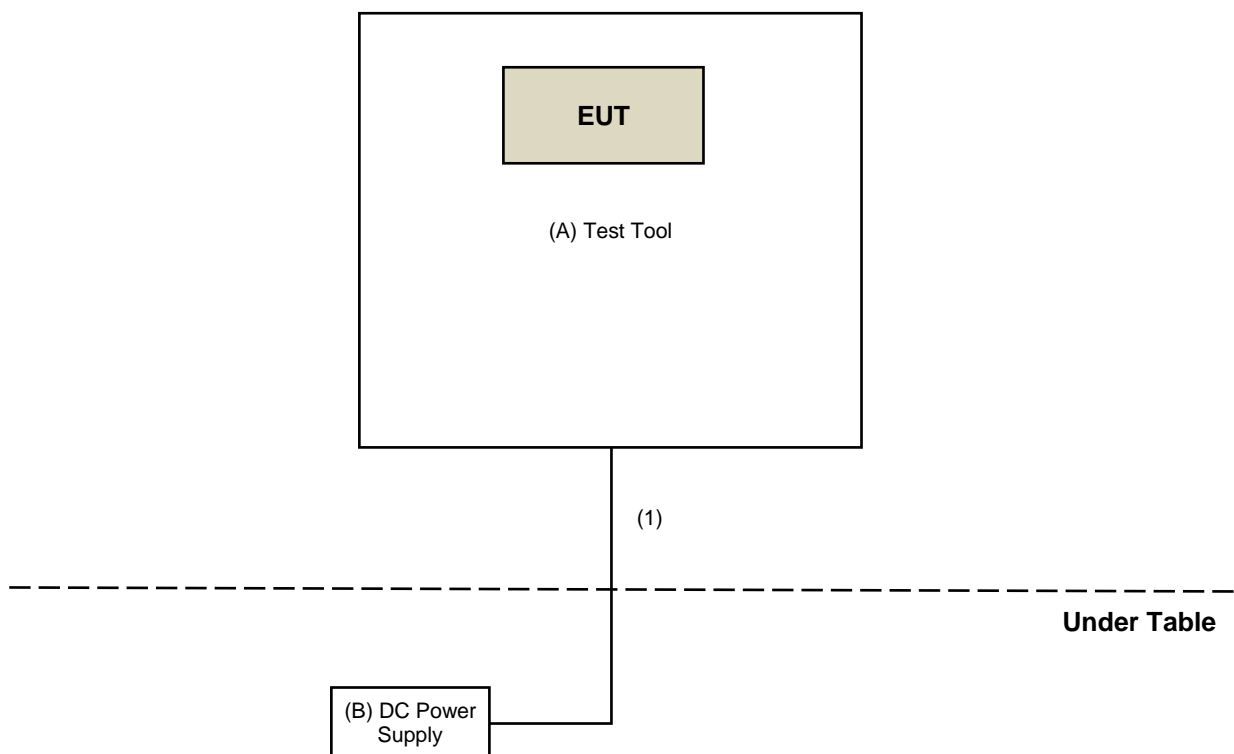 EUT
(A) Test Tool
(1)
Under Table
(B) DC Power
Supply